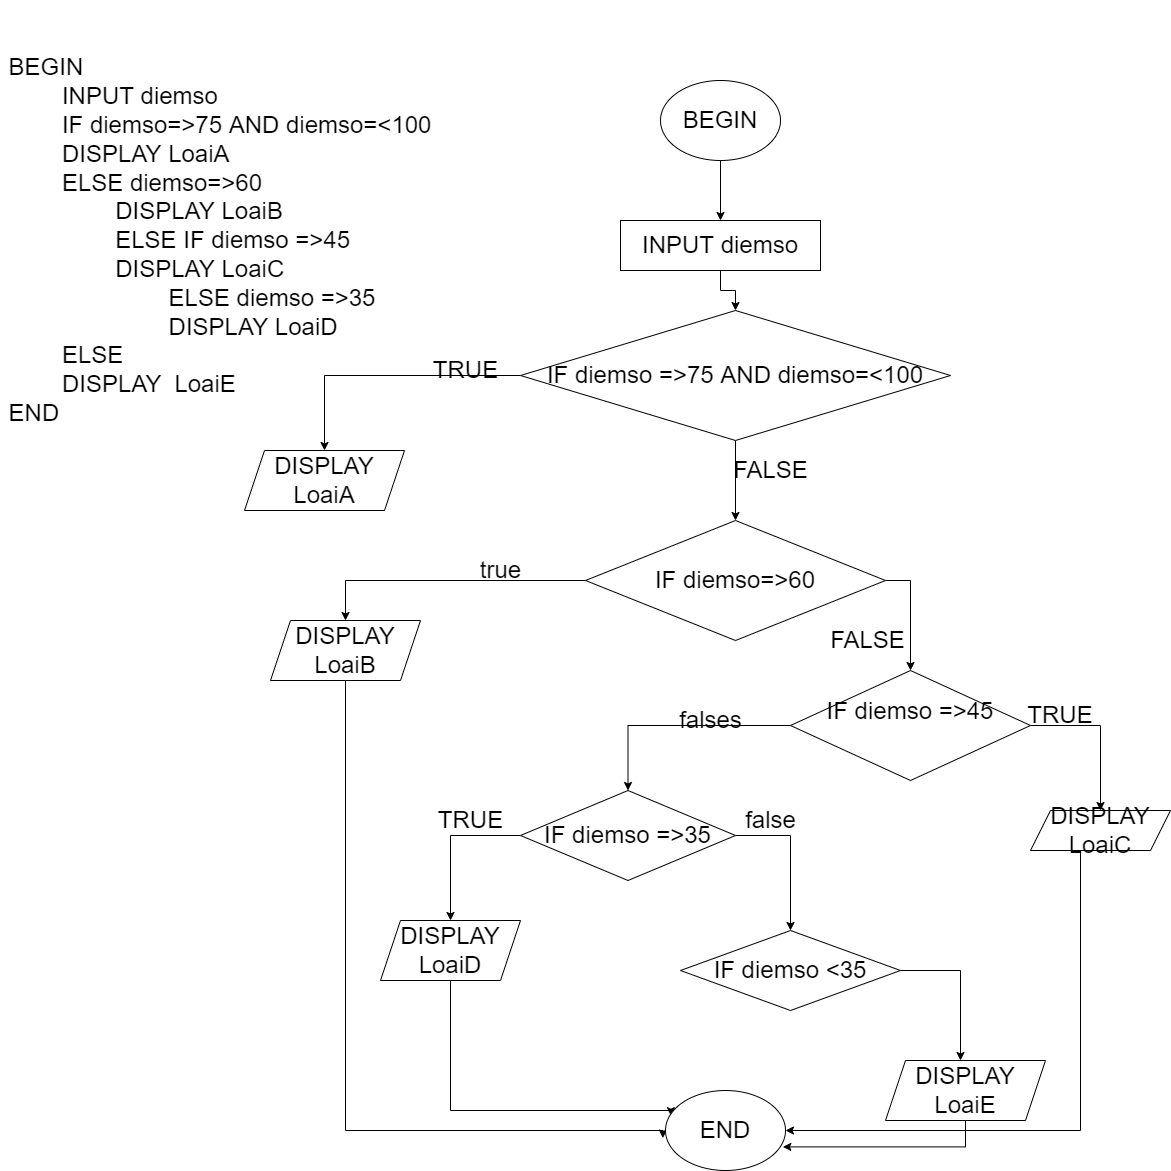 BEGIN
INPUT diemso
IF diemso=>75 AND diemso=<100
DISPLAY LoaiA
ELSE diemso=>60
DISPLAY LoaiB
ELSE IF diemso =>45
DISPLAY LoaiC
ELSE diemso =>35
DISPLAY LoaiD
ELSE
DISPLAY  LoaiE
END
BEGIN
INPUT diemso
IF diemso =>75 AND diemso=<100
TRUE
DISPLAY
LoaiA
FALSE
IF diemso=>60
true
DISPLAY
LoaiB
FALSE
IF diemso =>45
TRUE
DISPLAY
LoaiC
falses
IF diemso =>35
TRUE
DISPLAY
LoaiD
false
IF diemso <35
DISPLAY
LoaiE
END